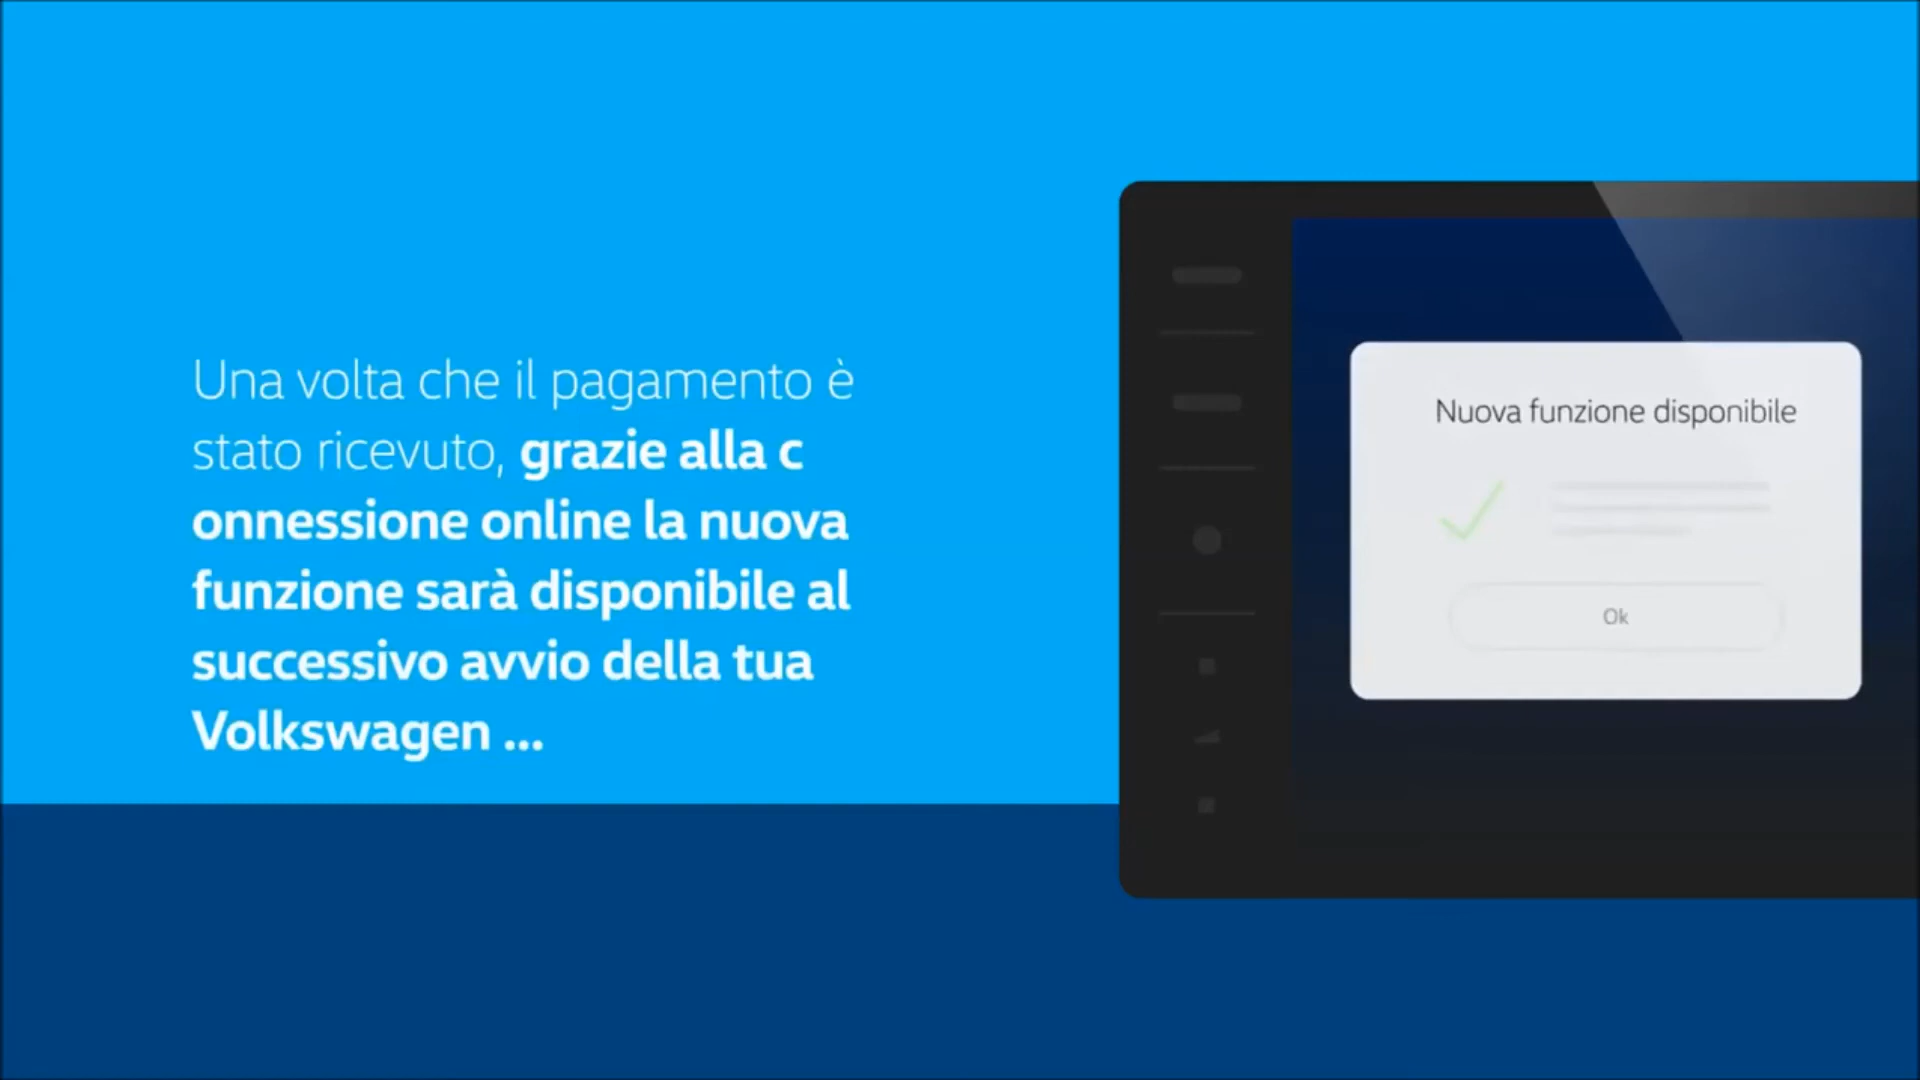 Una volta che il pagamento è
stato ricevuto, grazie alla c
onnessione online la nuova
funzione sarà disponibile al
successivo avvio della tua
Volkswagen ...
Nuova funzione disponibile
Ok